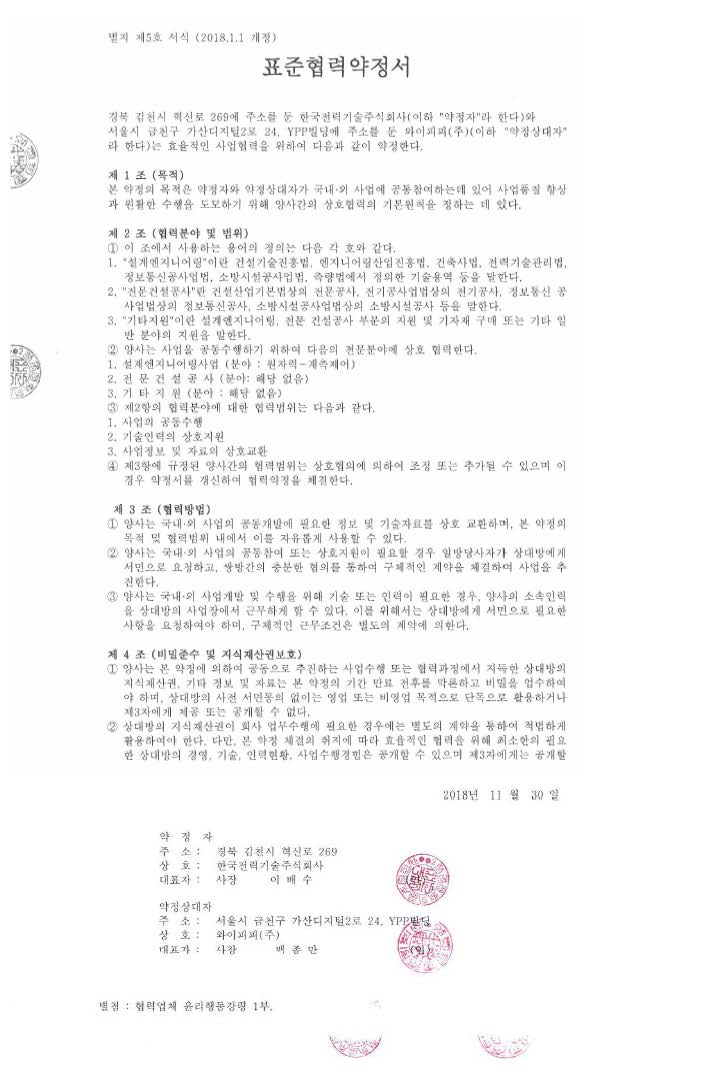 별지 제5호 서식 (2018.1.1 개정)
표준협력약정서
경북 김천시 혁신로 269에 주소를 둔 한국전력기술주식회사(이하 "약정자"라 한다)와
서울시 금천구 가산디지털2로 24, YPP빌딩에 주소를 둔 와이피피(주)(이하 "약정상대자"
라 한다)는 효율적인 사업협력을 위하여 다음과 같이 약정한다.
제 1 조 (목적)
본 약정의 목적은 약정자와 약정상대자가 국내·외 사업에 공동참여하는데 있어 사업품질 향상
과 원활한 수행을 도모하기 위해 양사간의 상호협력의 기본원칙을 정하는 데 있다.
제 2 조 (협력분야 및 범위)
① 이 조에서 사용하는 용어의 정의는 다음 각 호와 같다.
1. "설계엔지니어링"이란 건설기술진흥법, 엔지니어링산업진흥법, 건축사법, 전력기술관리법,
정보통신공사업법, 소방시설공사업법, 측량법에서 정의한 기술용역 등을 말한다.
2. "전문건설공사"란 건설산업기본법상의 전문공사, 전기공사업법상의 전기공사, 정보통신 공
사업법상의 정보통신공사, 소방시설공사업법상의 소방시설공사 등을 말한다.
3. "기타지원"이란 설계엔지니어링, 전문 건설공사 부문의 지원 및 기자재 구매 또는 기타 일
반 분야의 지원을 말한다.
② 양사는 사업을 공동수행하기 위하여 다음의 전문분야에 상호 협력한다.
1. 설계엔지니어링사업 (분야 : 원자력-계측제어)
2. 전 문 건 설 공 사 (분야: 해당 없음)
3. 기 타 지 원 (분야 : 해당 없음)
③ 제2항의 협력분야에 대한 협력범위는 다음과 같다.
1. 사업의 공동수행
2. 기술인력의 상호지원
3. 사업정보 및 자료의 상호교환
④ 제3항에 규정된 양사간의 협력범위는 상호협의에 의하여 조정 또는 추가될 수 있으며 이
경우 약정서를 갱신하여 협력약정을 체결한다.
제 3 조 (협력방법)
① 양사는 국내·외 사업의 공동개발에 필요한 정보 및 기술자료를 상호 교환하며, 본 약정의
목적 및 협력범위 내에서 이를 자유롭게 사용할 수 있다.
② 양사는 국내·외 사업의 공동참여 또는 상호지원이 필요할 경우 일방당사자가 상대방에게
서면으로 요청하고, 쌍방간의 충분한 협의를 통하여 구체적인 계약을 체결하여 사업을 추
진한다.
③ 양사는 국내·외 사업개발 및 수행을 위해 기술 또는 인력이 필요한 경우, 양사의 소속인력
을 상대방의 사업장에서 근무하게 할 수 있다. 이를 위해서는 상대방에게 서면으로 필요한
사항을 요청하여야 하며, 구체적인 근무조건은 별도의 계약에 의한다.
제 4 조 (비밀준수 및 지식재산권보호)
① 양사는 본 약정에 의하여 공동으로 추진하는 사업수행 또는 협력과정에서 지득한 상대방의
지식재산권, 기타 정보 및 자료는 본 약정의 기간 만료 전후를 막론하고 비밀을 엄수하여
야 하며, 상대방의 사전 서면동의 없이는 영업 또는 비영업 목적으로 단독으로 활용하거나
제3자에게 제공 또는 공개할 수 없다.
② 상대방의 지식재산권이 회사 업무수행에 필요한 경우에는 별도의 계약을 통하여 적법하게
활용하여야 한다. 다만, 본 약정 체결의 취지에 따라 효율적인 협력을 위해 최소한의 필요
한 상대방의 경영, 기술, 인력현황, 사업수행경험은 공개할 수 있으며 제3자에게는 공개할
2018년 11 월 30 일
약 정 자
주 소 : 경북 김천시 혁신로 269
상 호 : 한국전력기술주식회사
대표자 : 사장 이 배 수
약정상대자
주 소 : 서울시 금천구 가산디지털2로 24, YPP빌딩
상 호 : 와이피피(주)
대표자 : 사장 백 종 만 (인)
별첨 : 협력업체 윤리행동강령 1부.